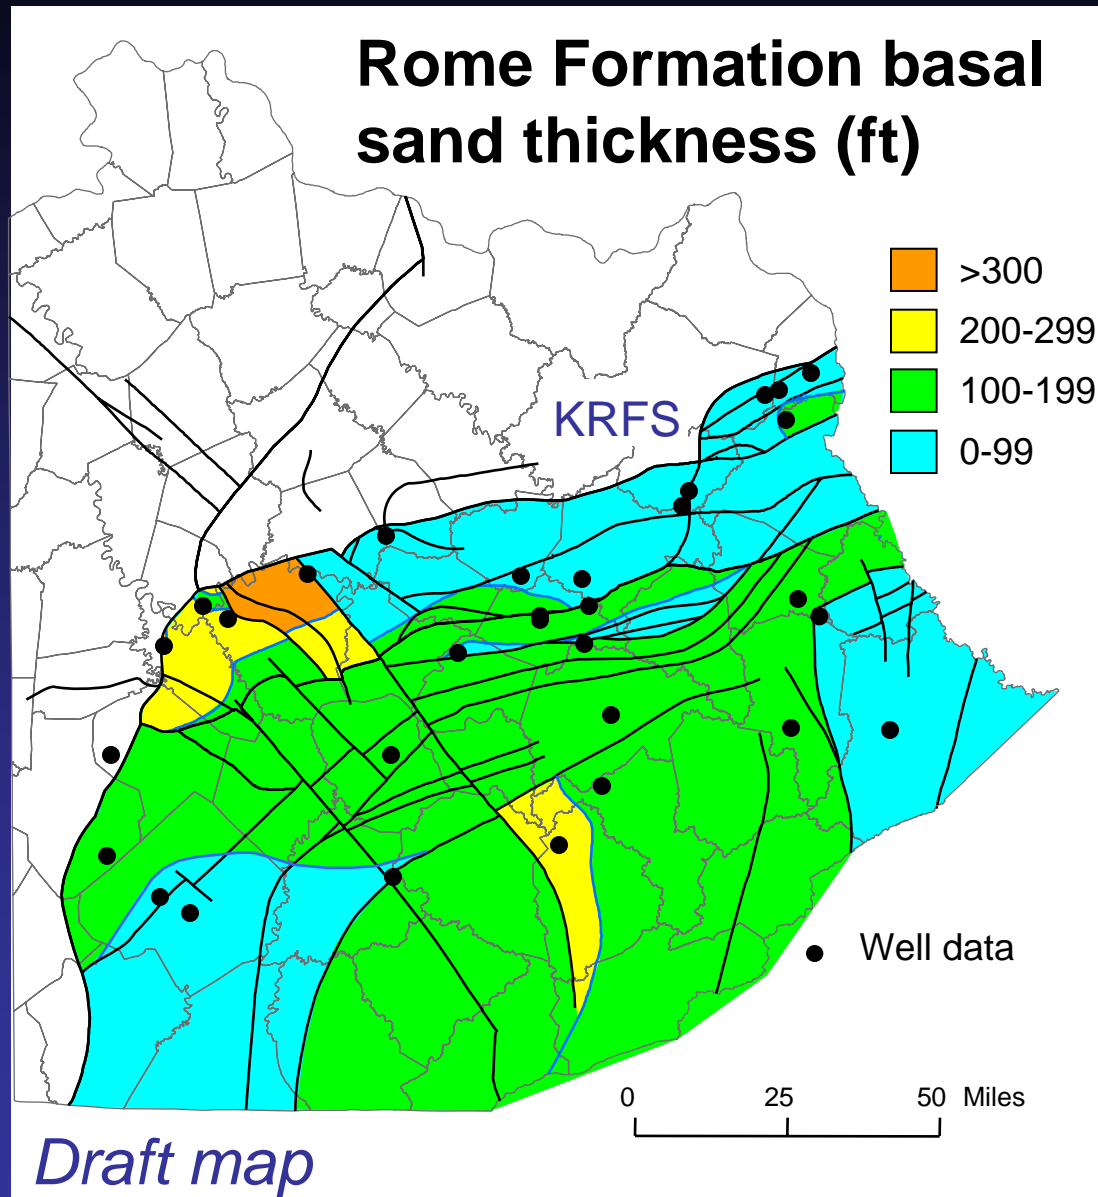 Rome Formation basal
sand thickness (ft)
>300
200-299
100-199
0-99
KRFS
Well data
0 25 50 Miles
Draft map